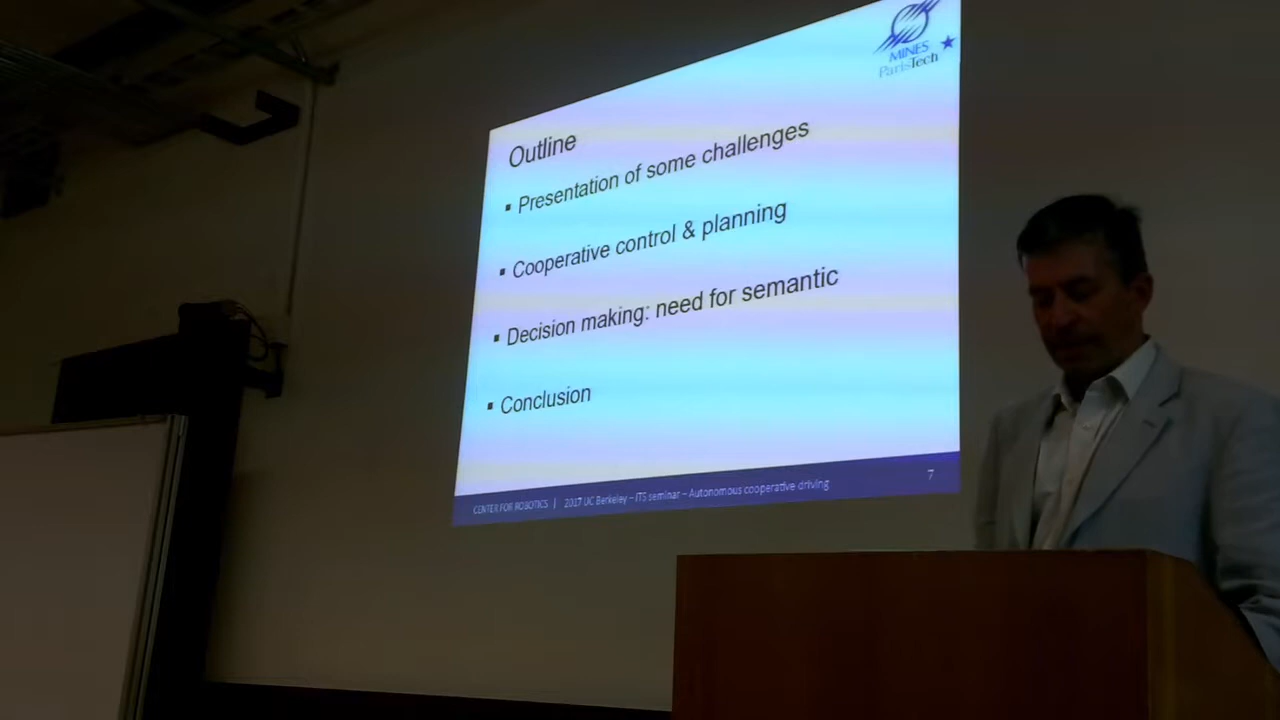 MINES
ParisTech
Outline
▪ Presentation of some challenges
▪ Cooperative control & planning
▪ Decision making: need for semantic
▪ Conclusion
7
CENTER FOR ROBOTICS | 2017 UC Berkeley – ITS seminar – Autonomous cooperative driving